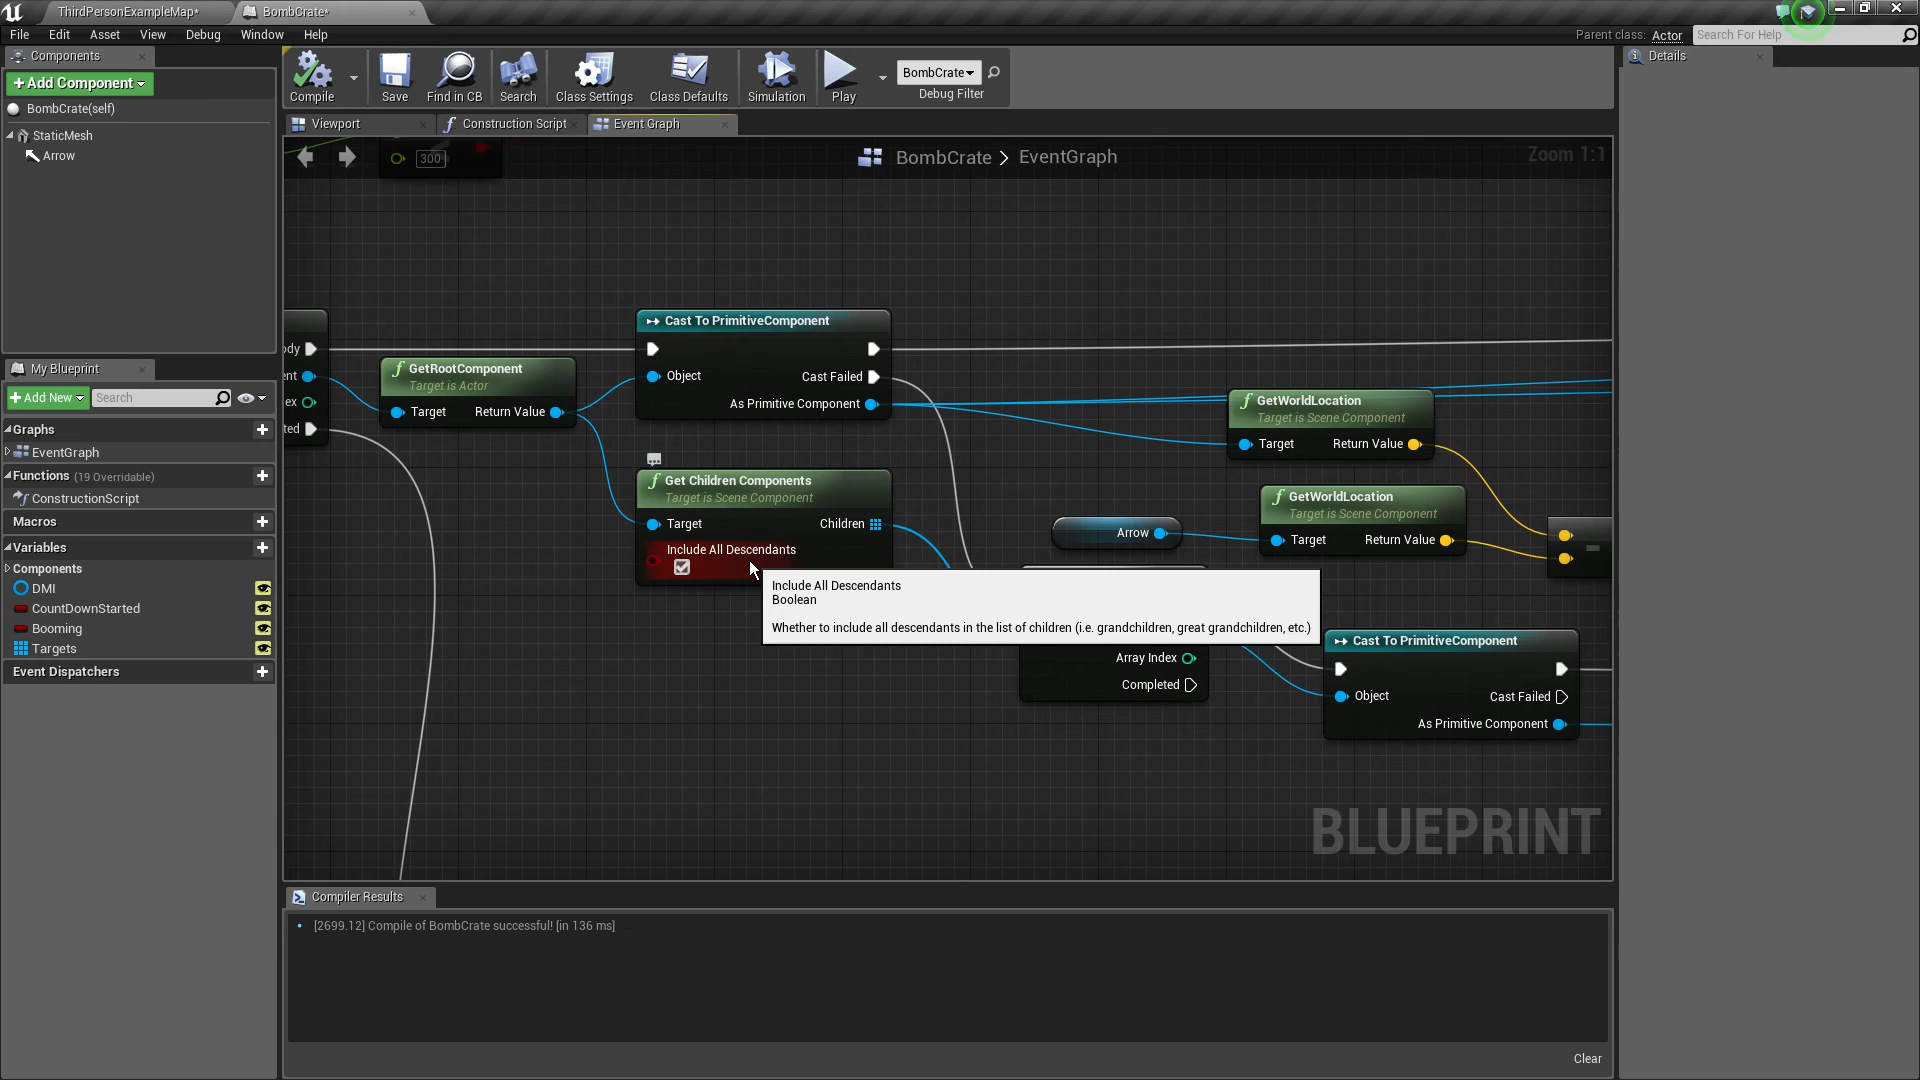 ThirdPersonExampleMap*
BombCrate*
File Edit Asset View Debug Window Help
Parent class: Actor
Search For Help
Components
+Add Component
BombCrate(self)
StaticMesh
Arrow
My Blueprint
+Add New
Search
Graphs
EventGraph
Functions (19 Overridable)
ConstructionScript
Macros
Variables
Components
DMI
CountDownStarted
Booming
Targets
Event Dispatchers
Compile
Save
Find in CB
Search
Class Settings
Class Defaults
Simulation
Play
BombCrate
Debug Filter
Details
Viewport
Construction Script
Event Graph
300
BombCrate > EventGraph
Zoom 1:1
ody
ent
ex
ted
GetRootComponent
Target is Actor
Target Return Value
Cast To PrimitiveComponent
Object
Cast Failed
As Primitive Component
Get Children Components
Target is Scene Component
Target Children
Include All Descendants
Include All Descendants
Boolean
Whether to include all descendants in the list of children (i.e. grandchildren, great grandchildren, etc.)
GetWorldLocation
Target is Scene Component
Target Return Value
Arrow
GetWorldLocation
Target is Scene Component
Target Return Value
Array Index
Completed
Cast To PrimitiveComponent
Object
Cast Failed
As Primitive Component
BLUEPRINT
Compiler Results
[2699.12] Compile of BombCrate successful! [in 136 ms]
Clear